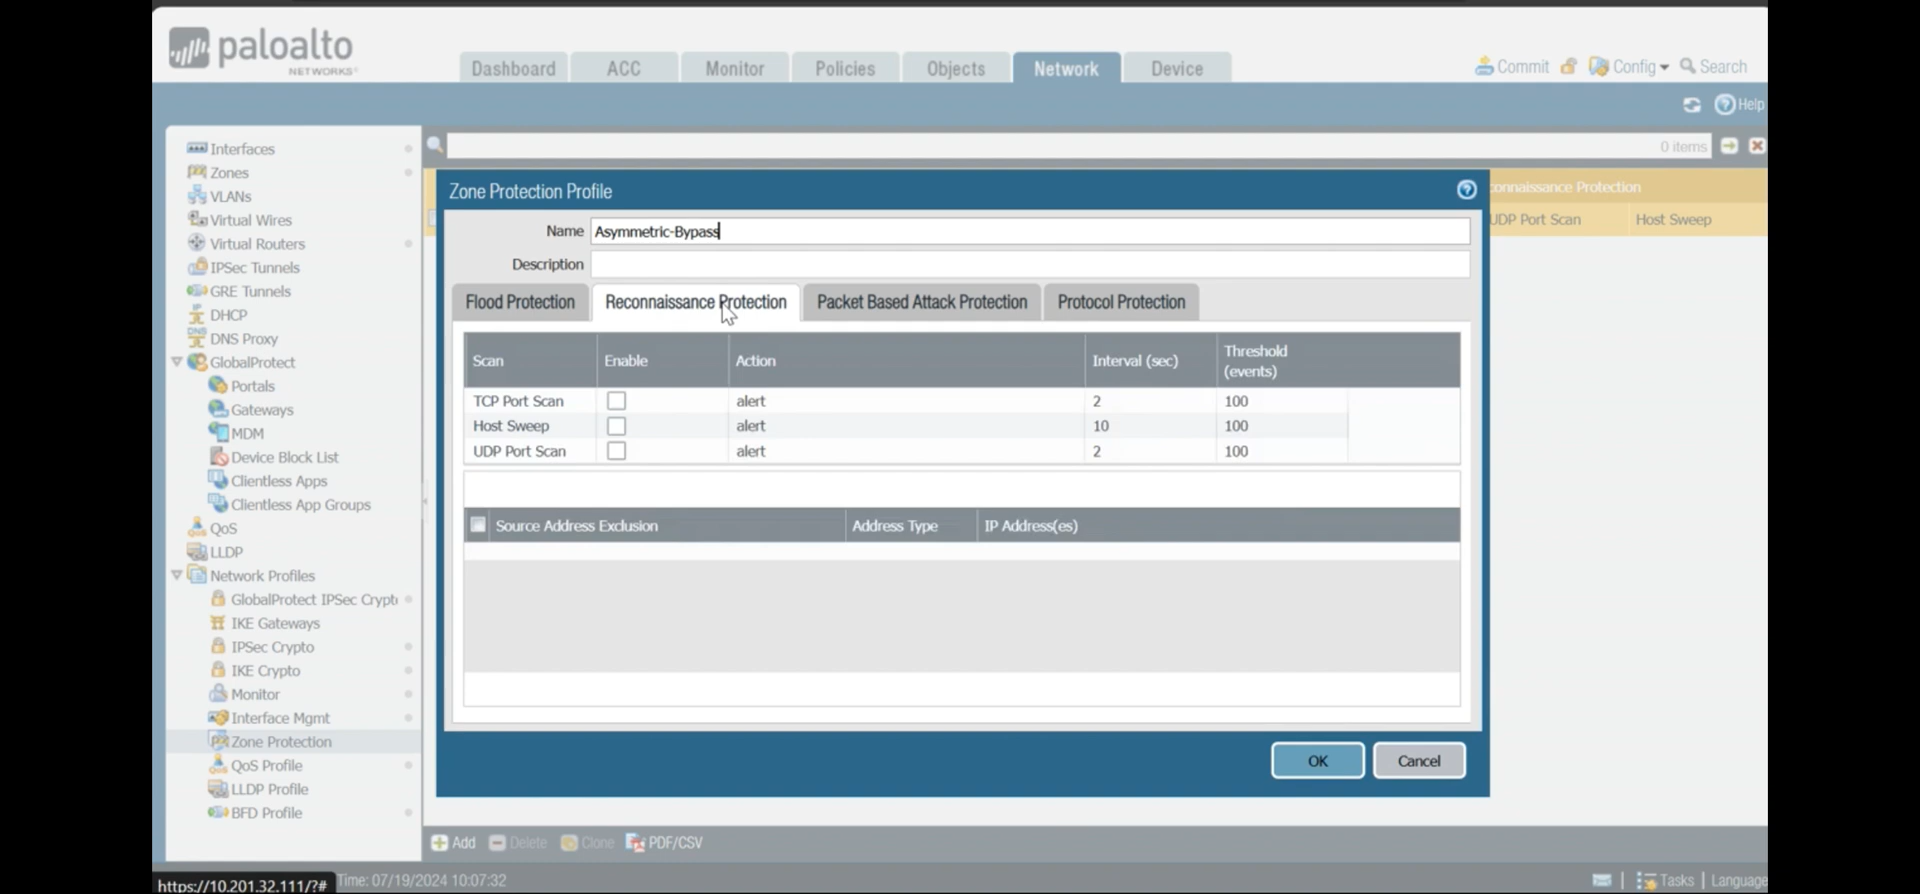 paloalto
NETWORKS
Dashboard ACC Monitor Policies Objects Network Device
Commit Config Search
Help
Interfaces
Zones
VLANs
Virtual Wires
Virtual Routers
IPSec Tunnels
GRE Tunnels
DHCP
DNS Proxy
GlobalProtect
Portals
Gateways
MDM
Device Block List
Clientless Apps
Clientless App Groups
QoS
LLDP
Network Profiles
GlobalProtect IPSec Crypt
IKE Gateways
IPSec Crypto
IKE Crypto
Monitor
Interface Mgmt
Zone Protection
QoS Profile
LLDP Profile
BFD Profile
0 items
Zone Protection Profile
connaissance Protection
UDP Port Scan Host Sweep
Name Asymmetric-Bypass
Description
Flood Protection Reconnaissance Protection Packet Based Attack Protection Protocol Protection
Scan Enable Action Interval (sec) Threshold (events)
TCP Port Scan alert 2 100
Host Sweep alert 10 100
UDP Port Scan alert 2 100
Source Address Exclusion Address Type IP Address(es)
OK Cancel
Add Delete Clone PDF/CSV
https://10.201.32.111/?# Time: 07/19/2024 10:07:32
Tasks | Language